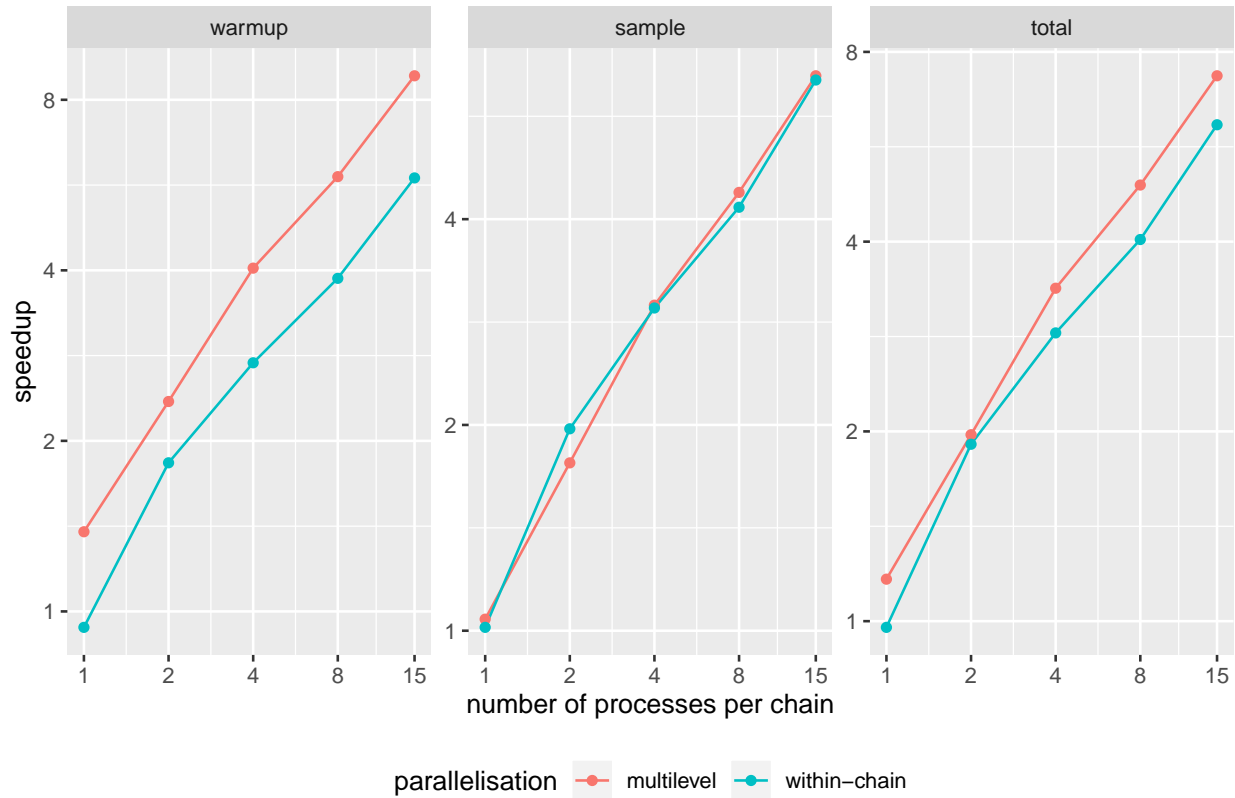 warmup sample total
8
4
2
1
4
2
1
8
4
2
1
speedup
1 2 4 8 15 1 2 4 8 15 1 2 4 8 15
number of processes per chain
parallelisation multilevel within−chain